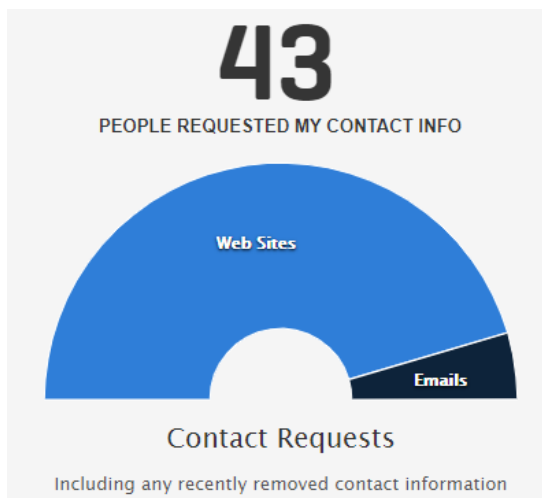 43
PEOPLE REQUESTED MY CONTACT INFO
Web Sites
Emails
Contact Requests
Including any recently removed contact information